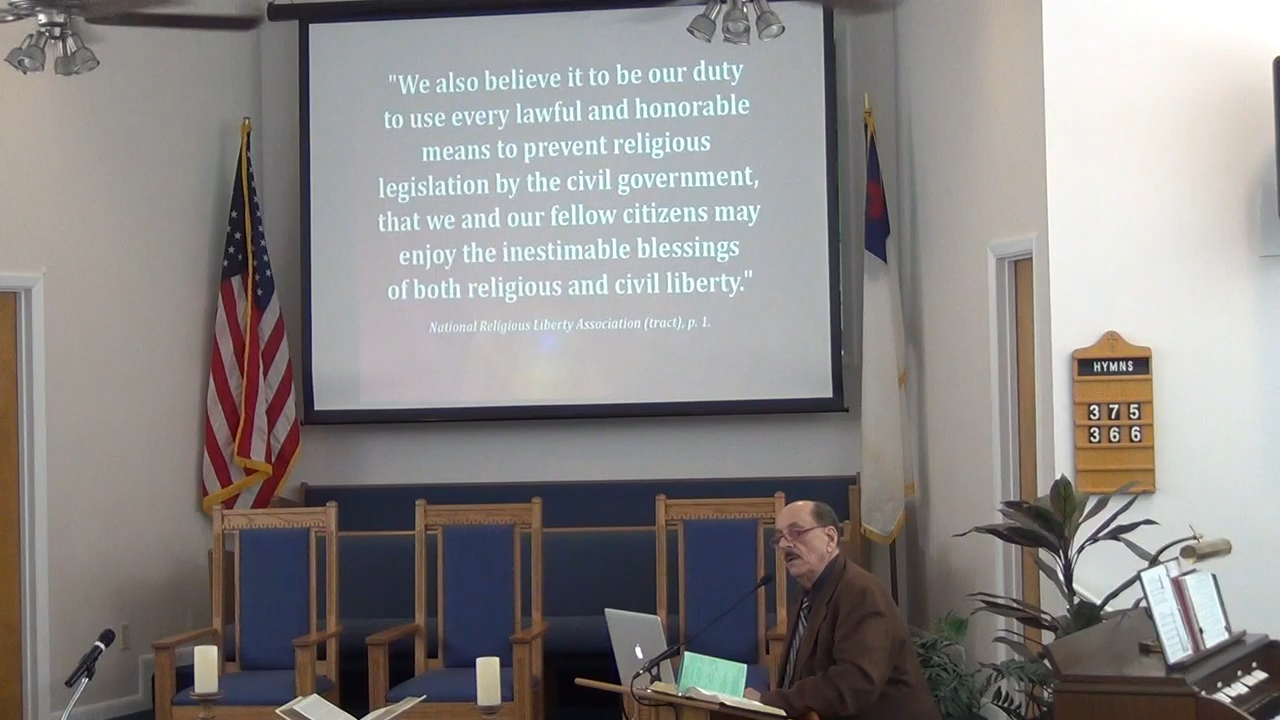 "We also believe it to be our duty
to use every lawful and honorable
means to prevent religious
legislation by the civil government,
that we and our fellow citizens may
enjoy the inestimable blessings
of both religious and civil liberty."
National Religious Liberty Association (tract), p. 1.
HYMNS
375
366